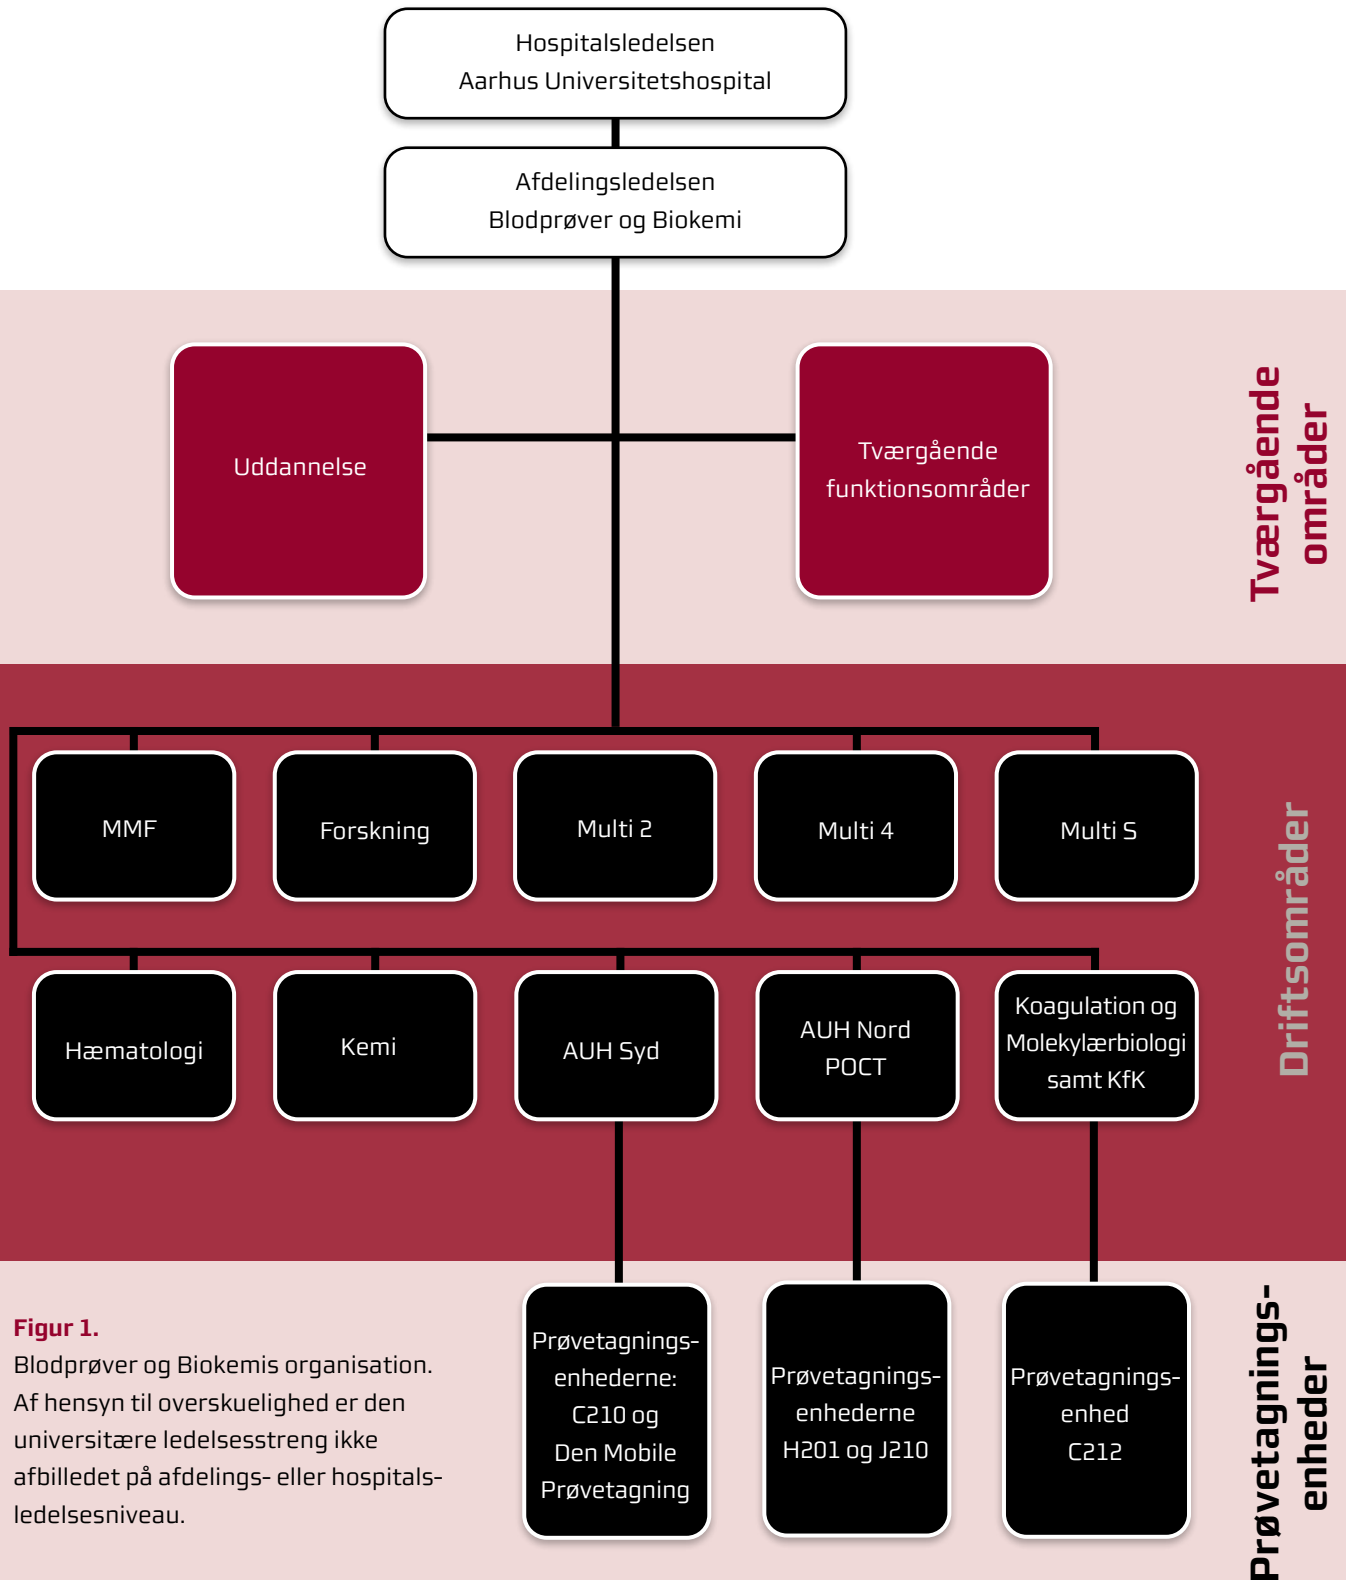 Hospitalsledelsen
Aarhus Universitetshospital
Afdelingsledelsen
Blodprøver og Biokemi
Uddannelse
Tværgående
funktionsområder
Tværgående
områder
MMF
Forskning
Multi 2
Multi 4
Multi S
Driftsområder
Hæmatologi
Kemi
AUH Syd
AUH Nord
POCT
Koagulation og
Molekylærbiologi
samt KfK
Prøvetagnings-
enhederne:
C210 og
Den Mobile
Prøvetagning
Prøvetagnings-
enhederne
H201 og J210
Prøvetagnings-
enhed
C212
Prøvetagnings-
enheder
Figur 1.
Blodprøver og Biokemis organisation.
Af hensyn til overskuelighed er den
universitære ledelsesstreng ikke
afbilledet på afdelings- eller hospitals-
ledelsesniveau.